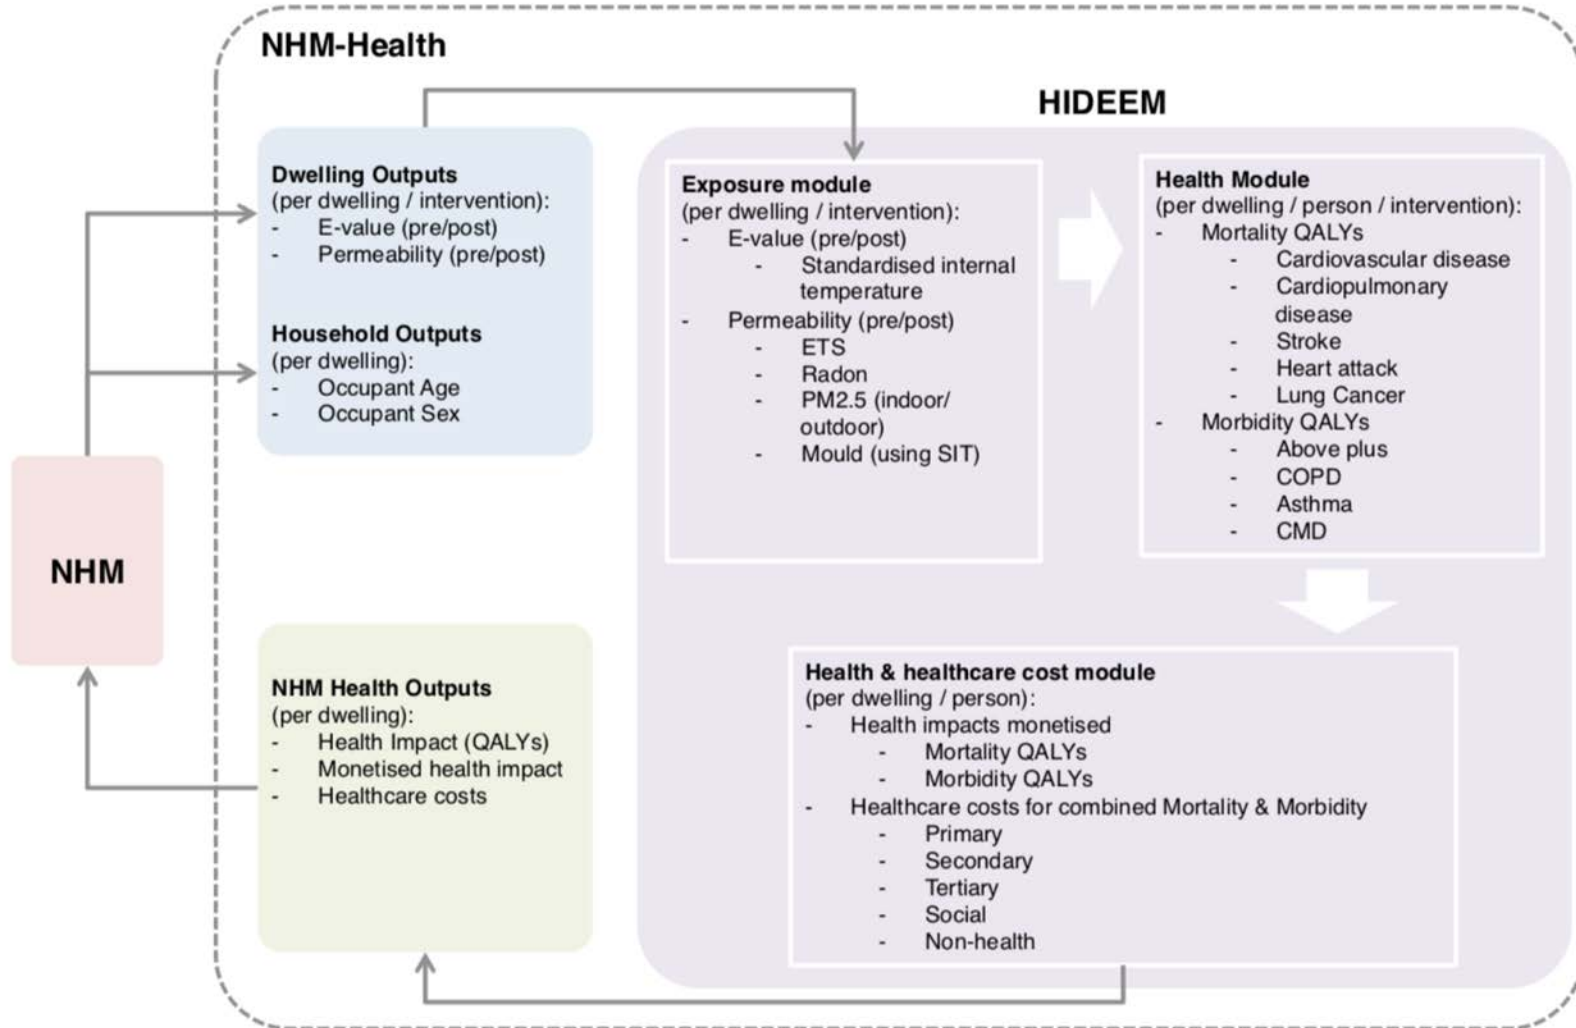 NHM-Health
HIDEEM
NHM
Dwelling Outputs
(per dwelling / intervention):
- E-value (pre/post)
- Permeability (pre/post)
Household Outputs
(per dwelling):
- Occupant Age
- Occupant Sex
Exposure module
(per dwelling / intervention):
- E-value (pre/post)
- Standardised internal
temperature
- Permeability (pre/post)
- ETS
- Radon
- PM2.5 (indoor/
outdoor)
- Mould (using SIT)
Health Module
(per dwelling / person / intervention):
- Mortality QALYs
- Cardiovascular disease
- Cardiopulmonary
disease
- Stroke
- Heart attack
- Lung Cancer
- Morbidity QALYs
- Above plus
- COPD
- Asthma
- CMD
Health & healthcare cost module
(per dwelling / person):
- Health impacts monetised
- Mortality QALYs
- Morbidity QALYs
- Healthcare costs for combined Mortality & Morbidity
- Primary
- Secondary
- Tertiary
- Social
- Non-health
NHM Health Outputs
(per dwelling):
- Health Impact (QALYs)
- Monetised health impact
- Healthcare costs